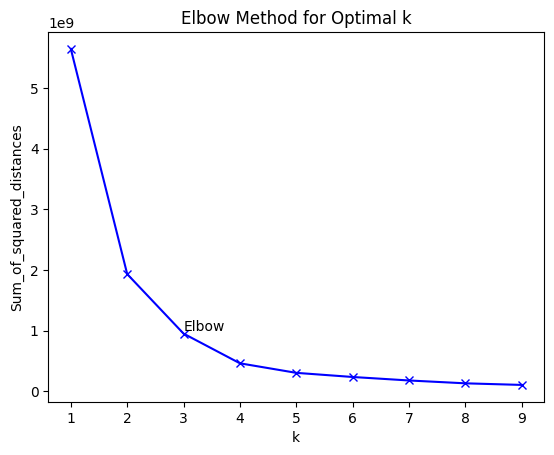 Elbow Method for Optimal k
1e9
5
4
3
2
1
0
Sum_of_squared_distances
Elbow
1 2 3 4 5 6 7 8 9
k